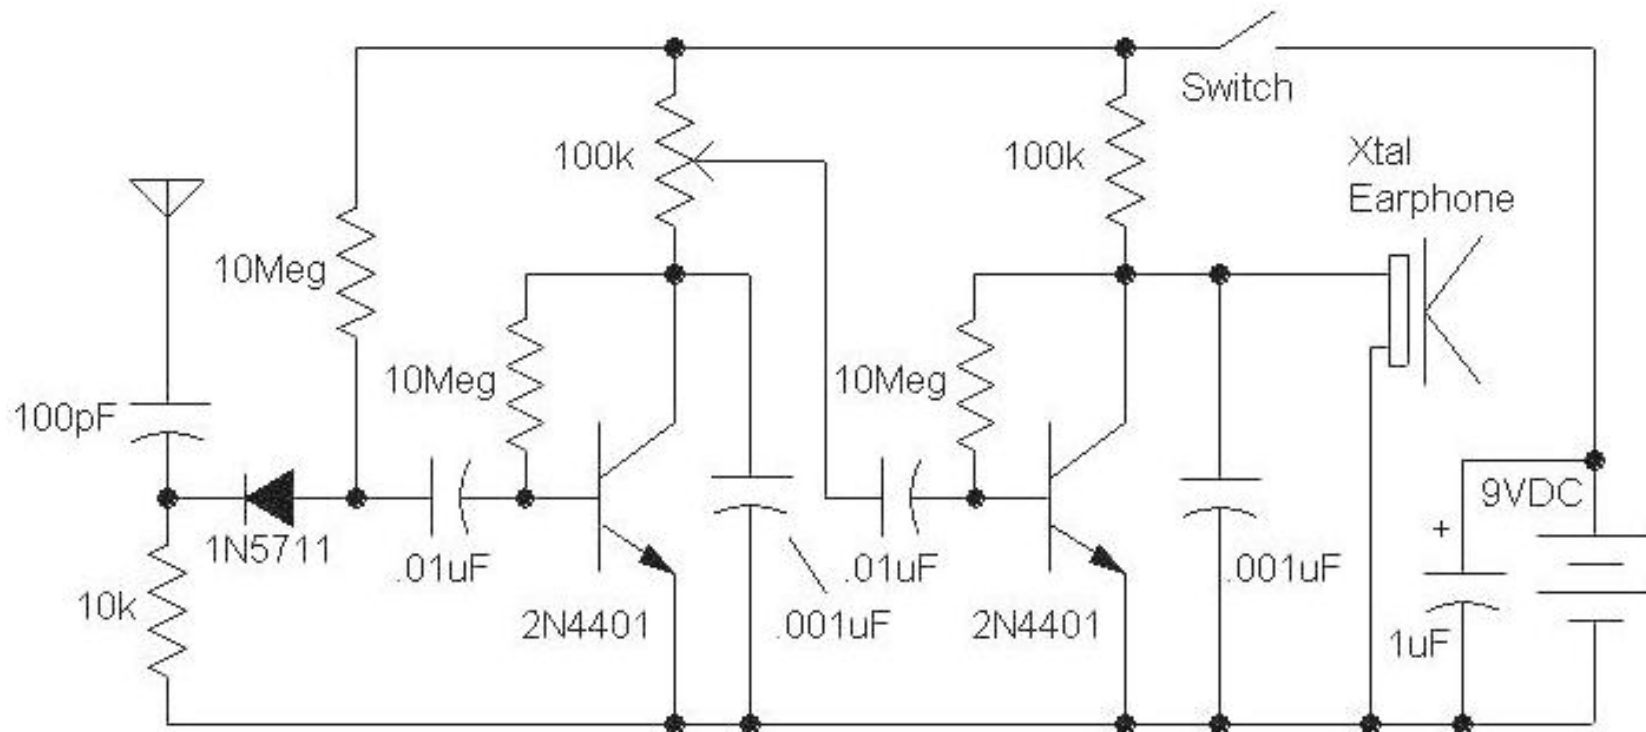 Switch
100k
100k
Xtal
Earphone
10Meg
10Meg
10Meg
100pF
9VDC
+
1N5711
.01uF
.01uF
.001uF
10k
2N4401
.001uF
2N4401
1uF